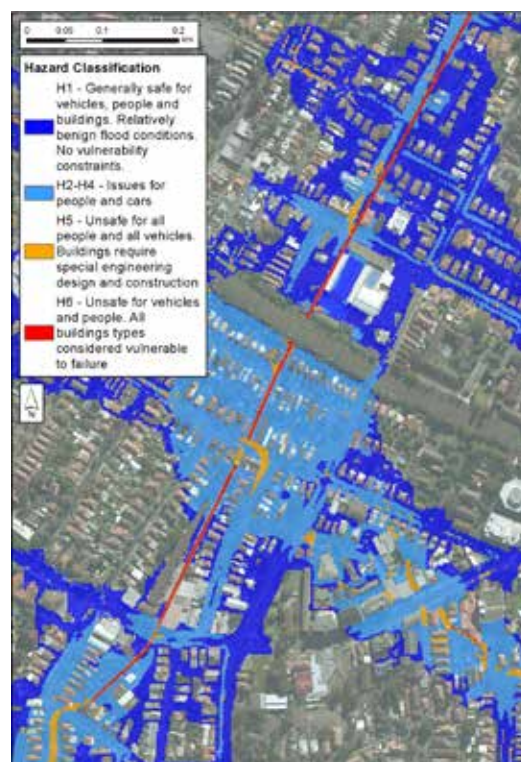 0 0.05 0.1 0.2
km
Hazard Classification
H1 - Generally safe for
vehicles, people and
buildings. Relatively
benign flood conditions.
No vulnerability
constraints.
H2-H4 - Issues for
people and cars
H5 - Unsafe for all
people and all vehicles.
Buildings require
special engineering
design and construction
H6 - Unsafe for vehicles
and people. All
buildings types
considered vulnerable
to failure
N